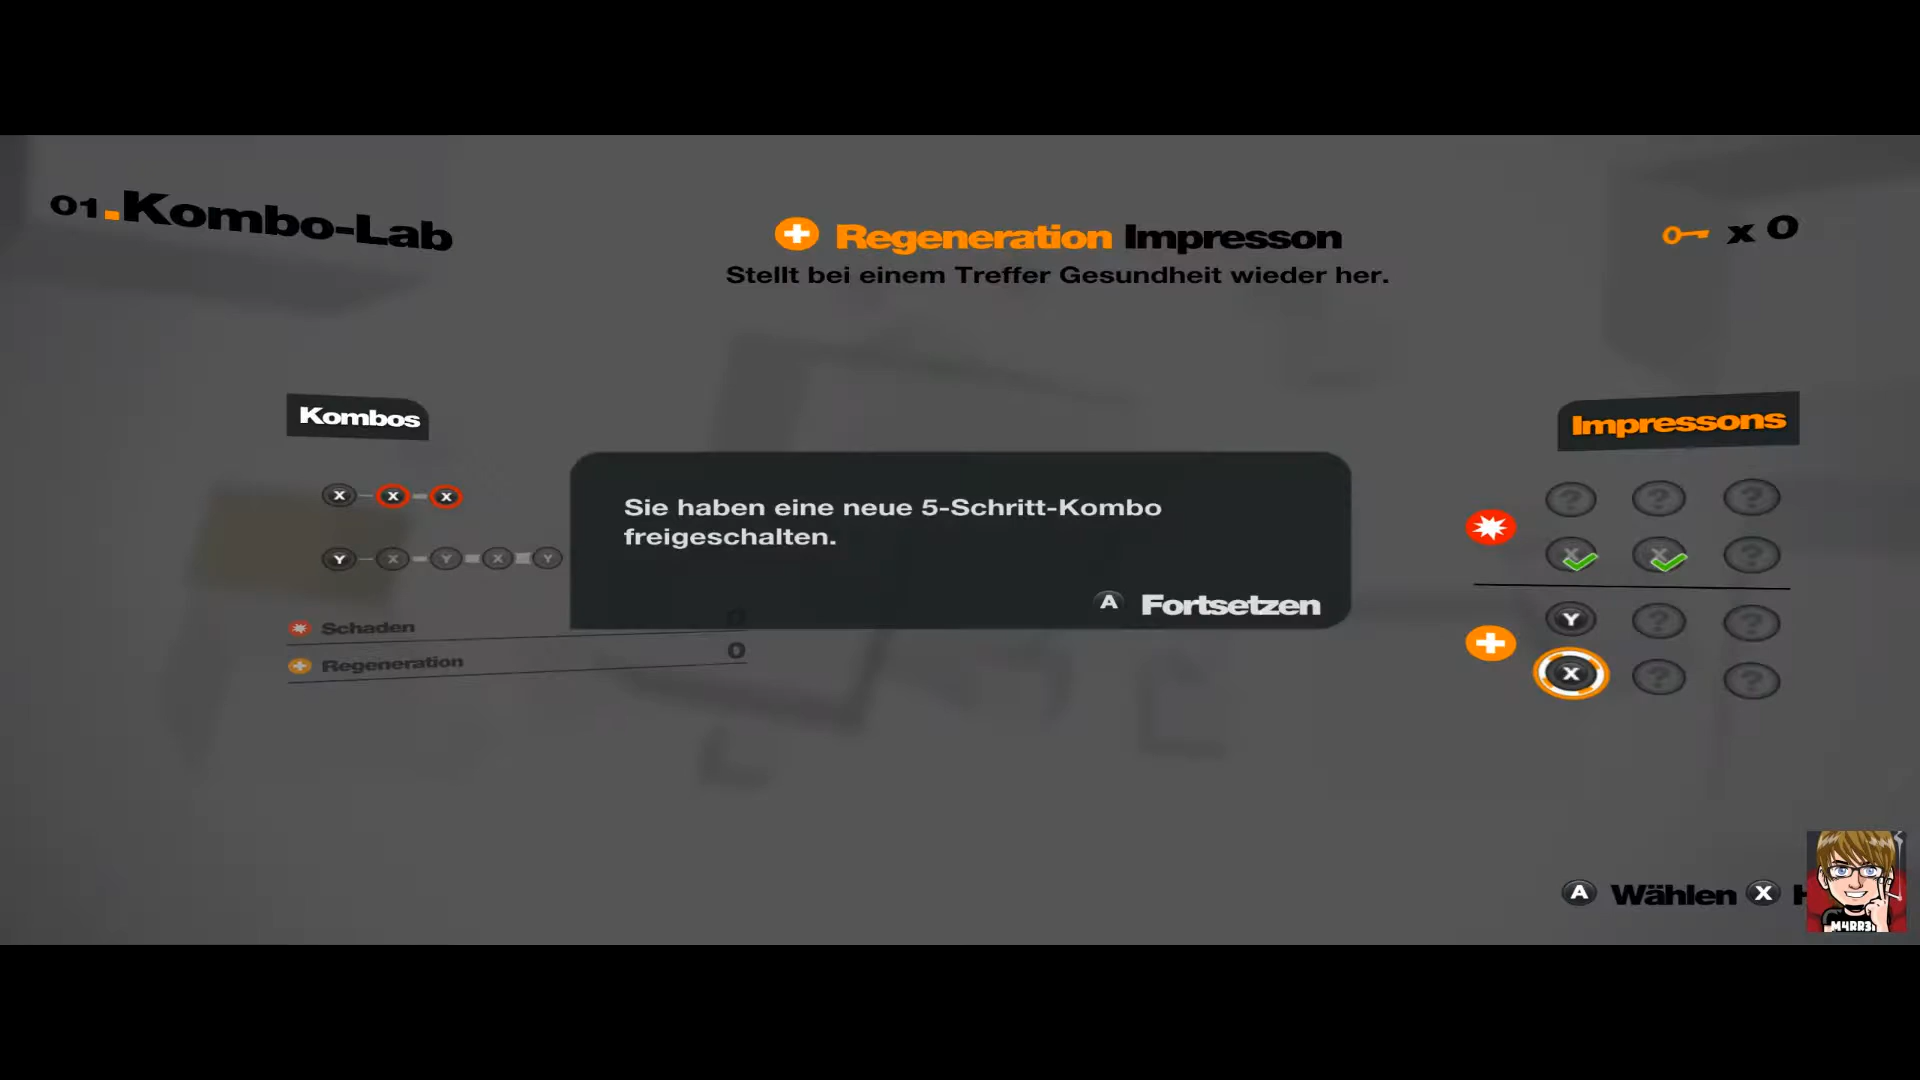 01.Kombo-Lab
Regeneration Impresson
Stellt bei einem Treffer Gesundheit wieder her.
x 0
Kombos
X X X
Y X Y X Y
Schaden 0
Regeneration 0
Sie haben eine neue 5-Schritt-Kombo
freigeschalten.
A Fortsetzen
Impressons
? ? ?
X X ?
Y ? ?
X ? ?
A Wählen X